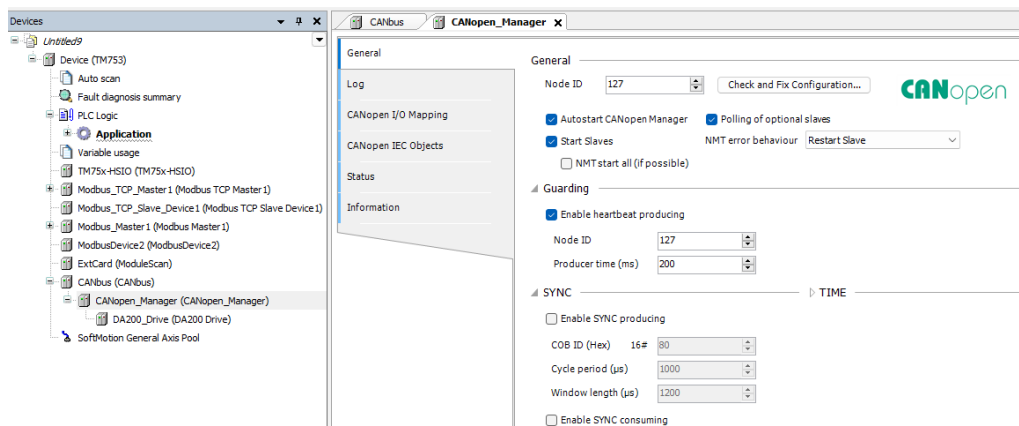 Devices
Untitled9
Device (TM753)
Auto scan
Fault diagnosis summary
PLC Logic
Application
Variable usage
TM75x-HSIO (TM75x-HSIO)
Modbus_TCP_Master1 (Modbus TCP Master1)
Modbus_TCP_Slave_Device1 (Modbus TCP Slave Device1)
Modbus_Master1 (Modbus Master1)
ModbusDevice2 (ModbusDevice2)
ExtCard (ModuleScan)
CANbus (CANbus)
CANopen_Manager (CANopen_Manager)
DA200_Drive (DA200 Drive)
SoftMotion General Axis Pool
CANbus CANopen_Manager
General
Log
CANopen I/O Mapping
CANopen IEC Objects
Status
Information
General
Node ID 127 Check and Fix Configuration...
CANopen
Autostart CANopen Manager Polling of optional slaves
Start Slaves NMT error behaviour Restart Slave
NMT start all (if possible)
Guarding
Enable heartbeat producing
Node ID 127
Producer time (ms) 200
SYNC TIME
Enable SYNC producing
COB ID (Hex) 16# 80
Cycle period (µs) 1000
Window length (µs) 1200
Enable SYNC consuming